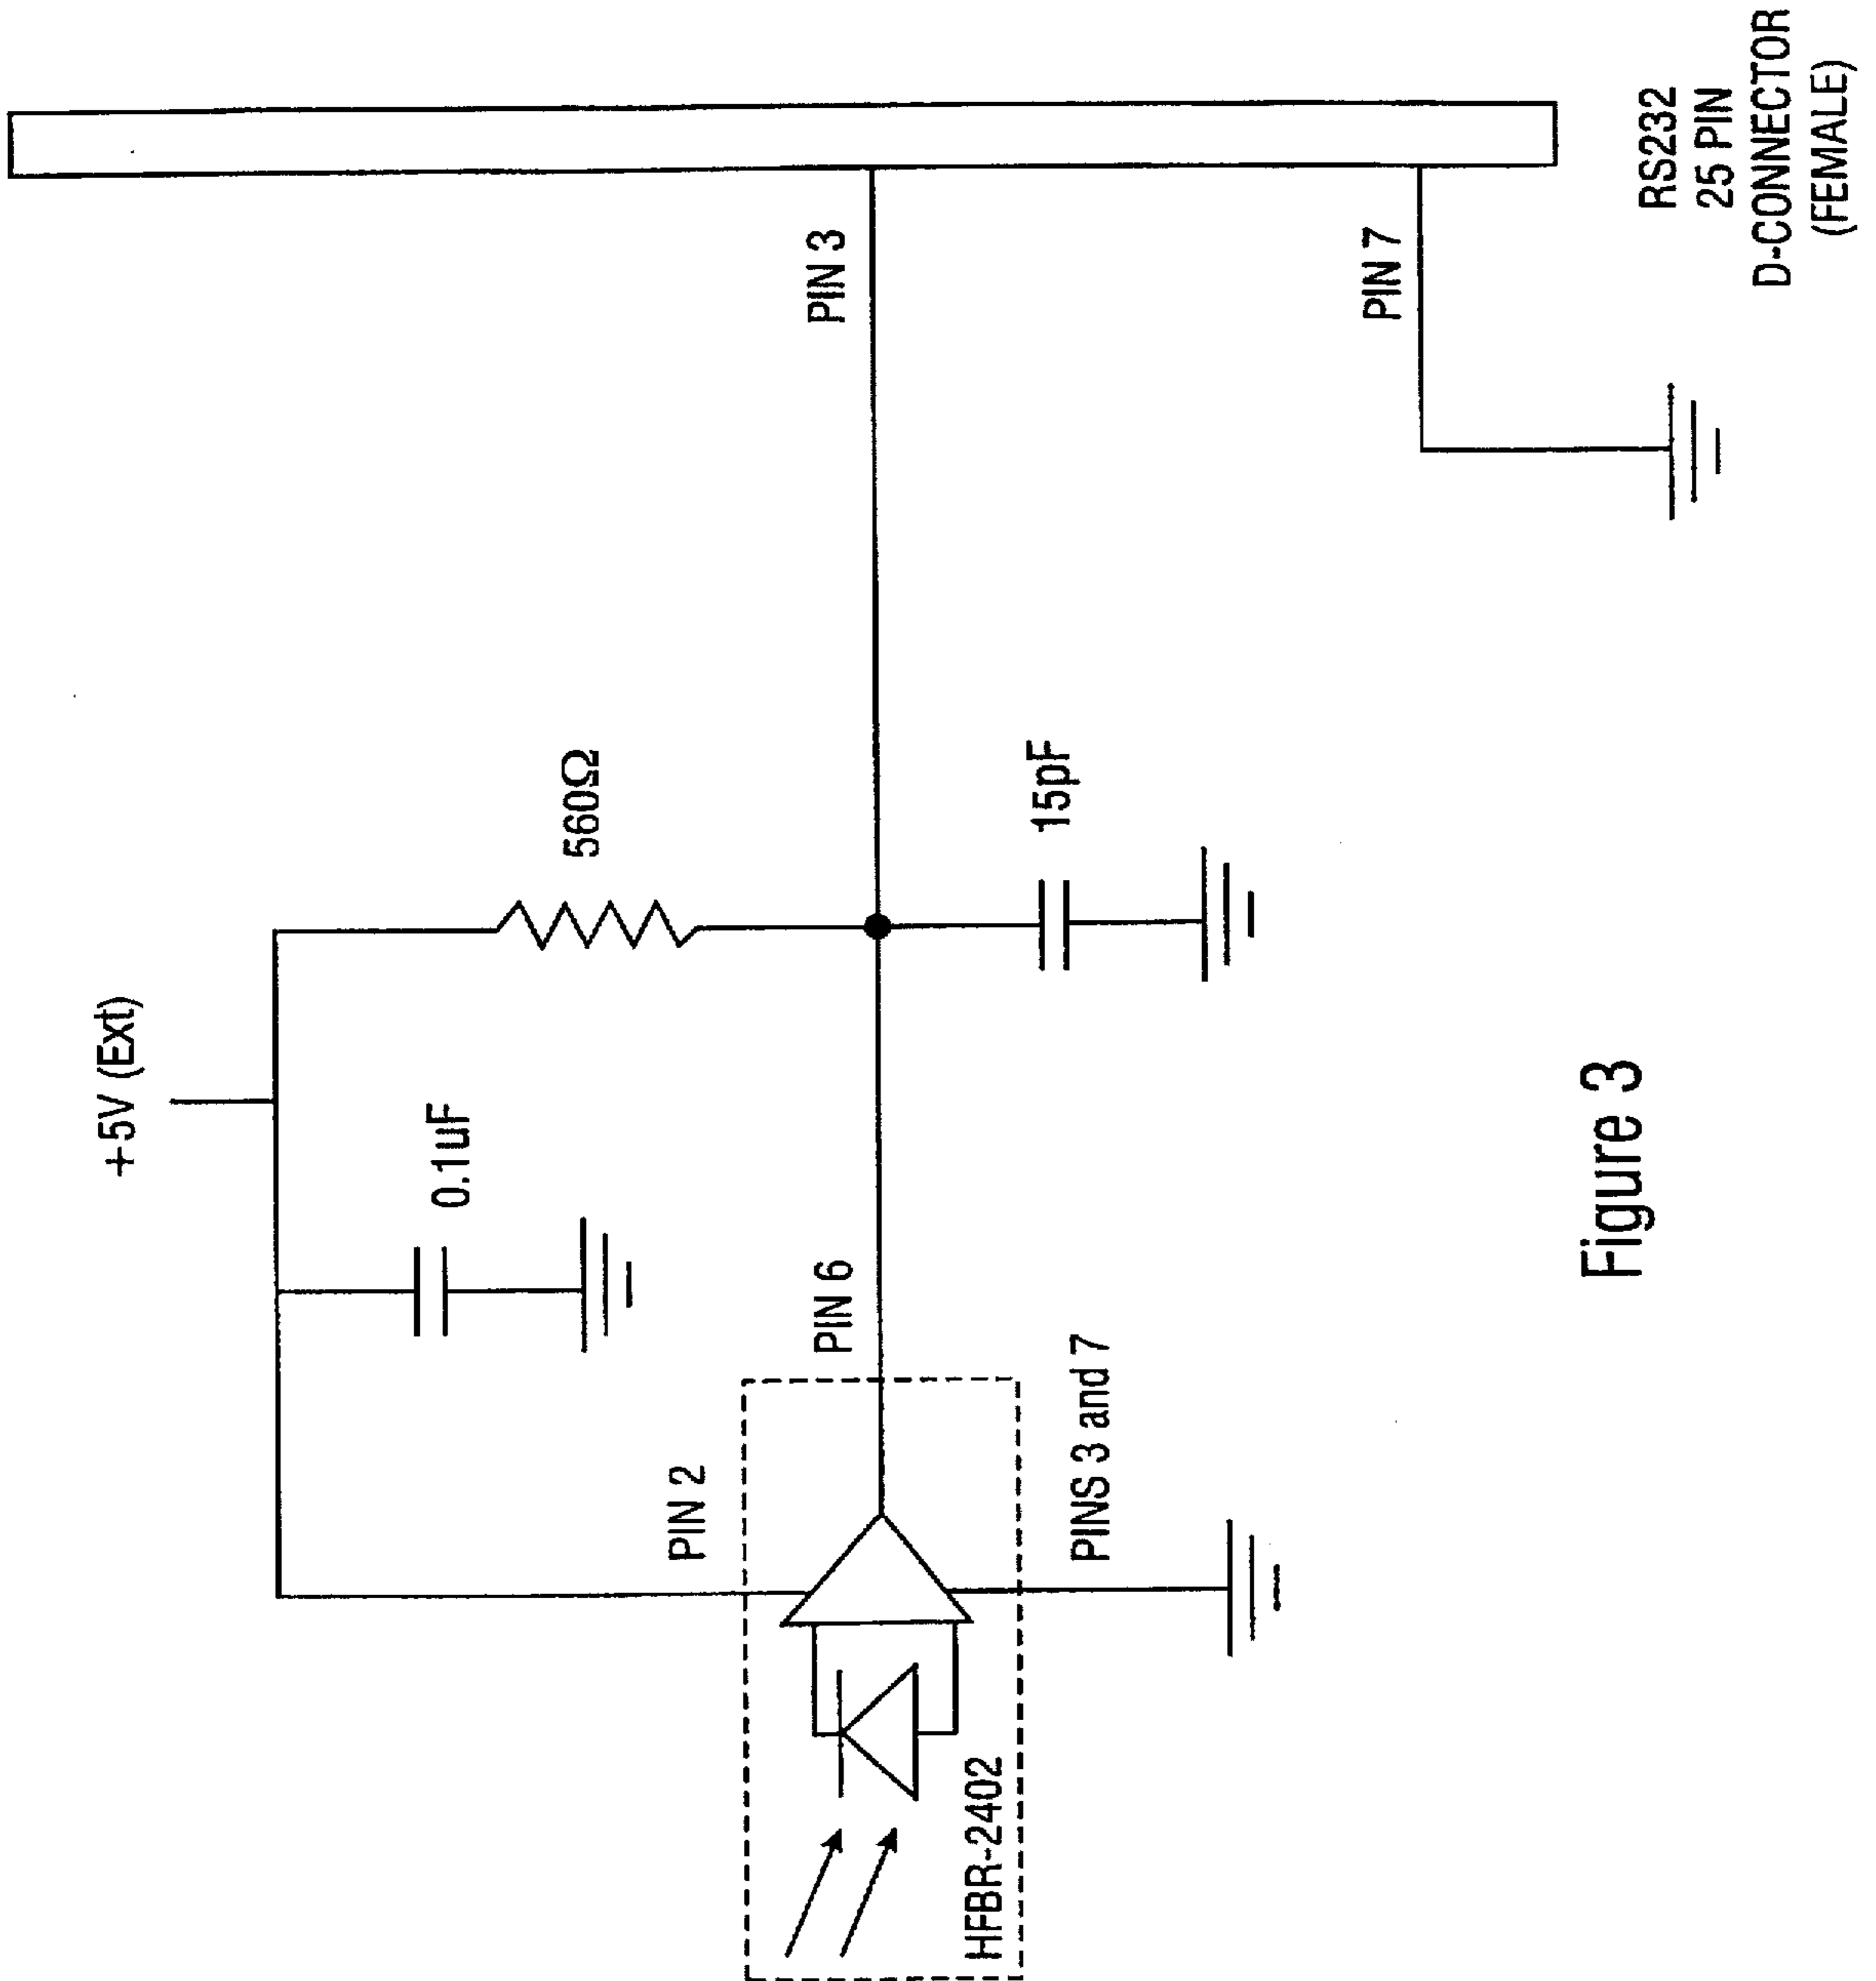 +5V (Ext)
0.1uF
560Ω
PIN 2
PIN 6
PIN 3
HFBR-2402
PINS 3 and 7
15pF
PIN 7
RS232
25 PIN
D-CONNECTOR
(FEMALE)
Figure 3